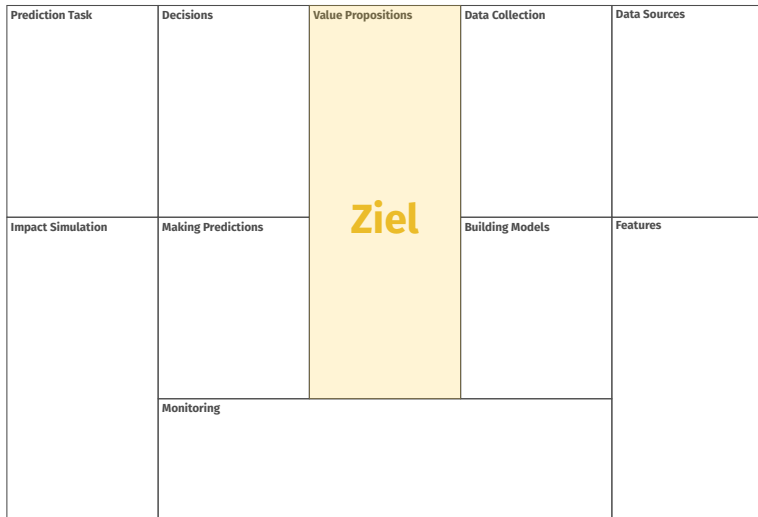 Prediction Task
Decisions
Value Propositions
Data Collection
Data Sources
Ziel
Impact Simulation
Making Predictions
Building Models
Features
Monitoring